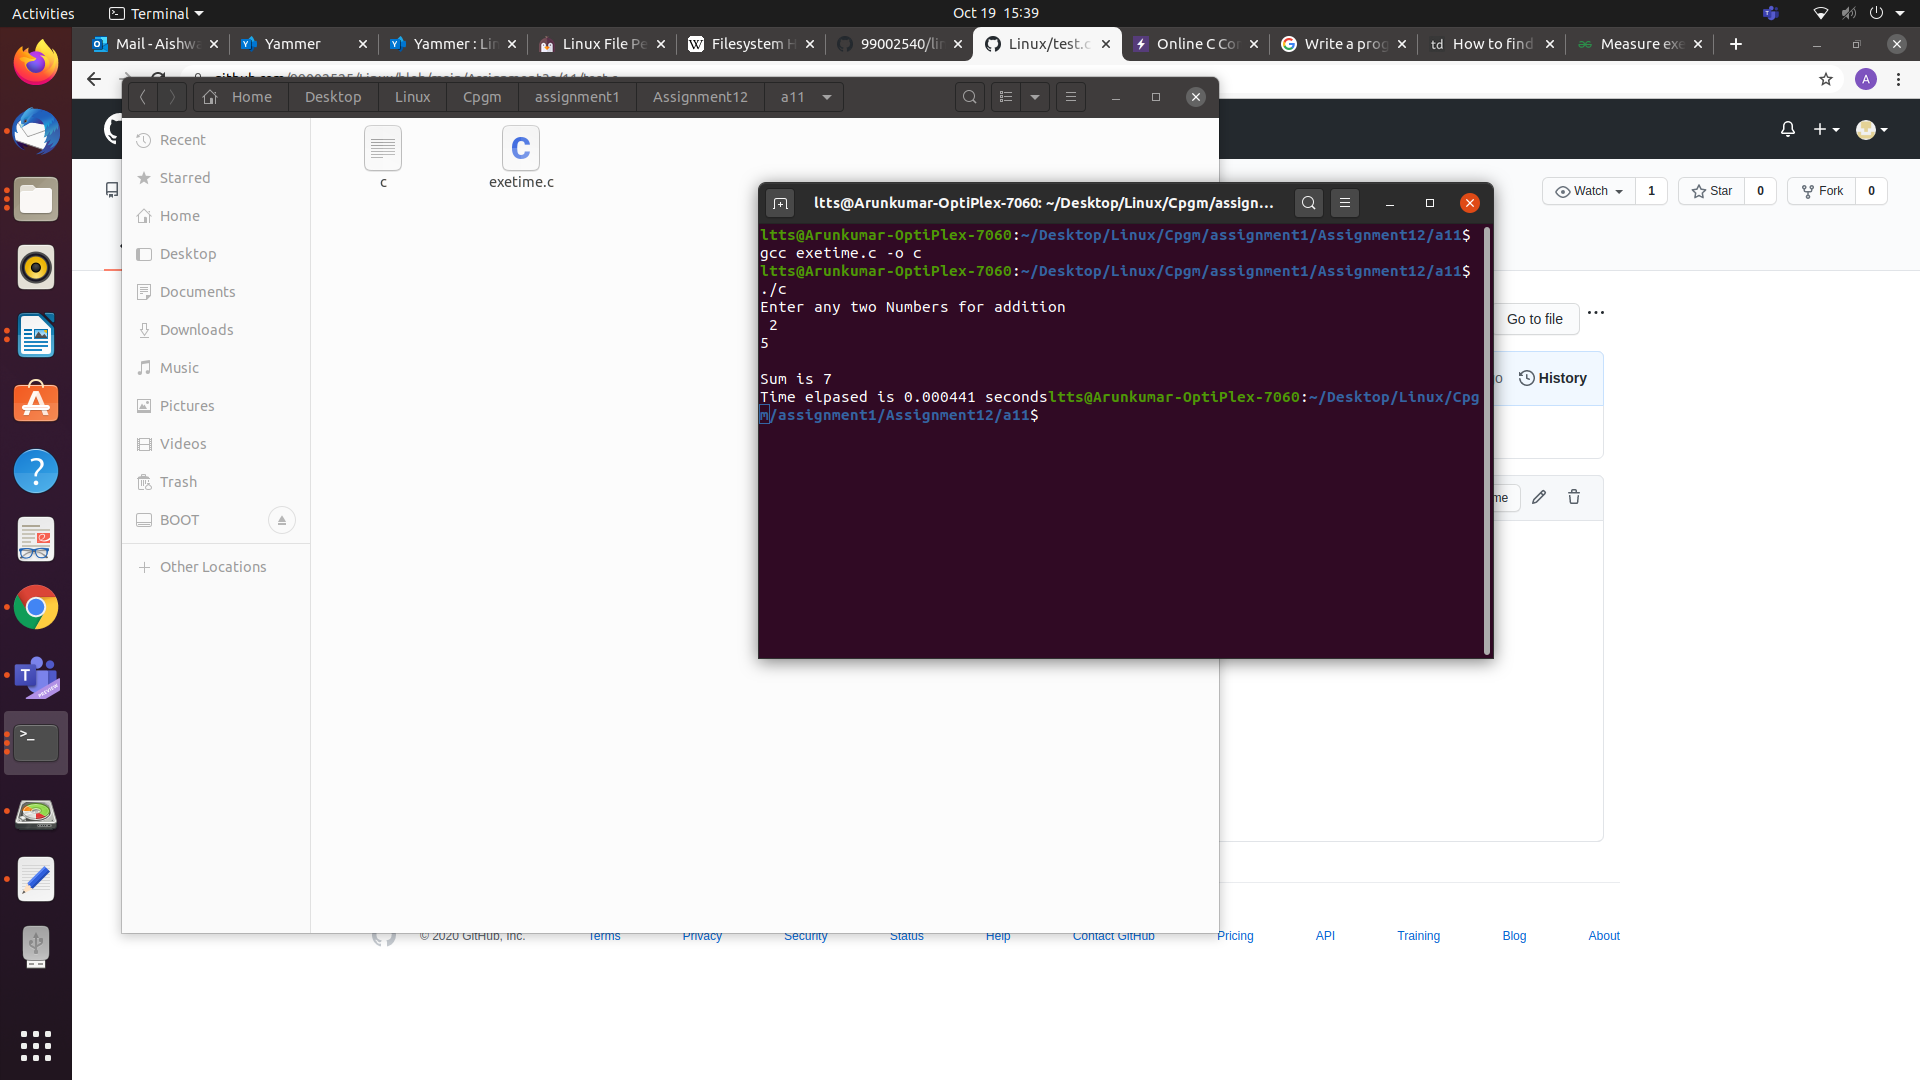 Activities
Terminal
Oct 19 15:39
Mail - Aishwa
Yammer
Yammer : Lin
Linux File Pe
Filesystem H
99002540/lin
Linux/test.c
Online C Com
Write a prog
How to find
Measure exe
A
Home
Desktop
Linux
Cpgm
assignment1
Assignment12
a11
Recent
Starred
Home
Desktop
Documents
Downloads
Music
Pictures
Videos
Trash
BOOT
Other Locations
c
exetime.c
ltts@Arunkumar-OptiPlex-7060: ~/Desktop/Linux/Cpgm/assign...
ltts@Arunkumar-OptiPlex-7060:~/Desktop/Linux/Cpgm/assignment1/Assignment12/a11$
gcc exetime.c -o c
ltts@Arunkumar-OptiPlex-7060:~/Desktop/Linux/Cpgm/assignment1/Assignment12/a11$
./c
Enter any two Numbers for addition
2
5
Sum is 7
Time elpased is 0.000441 secondsltts@Arunkumar-OptiPlex-7060:~/Desktop/Linux/Cpg
m/assignment1/Assignment12/a11$
Watch 1
Star 0
Fork 0
Go to file
History
me
© 2020 GitHub, Inc.
Terms
Privacy
Security
Status
Help
Contact GitHub
Pricing
API
Training
Blog
About